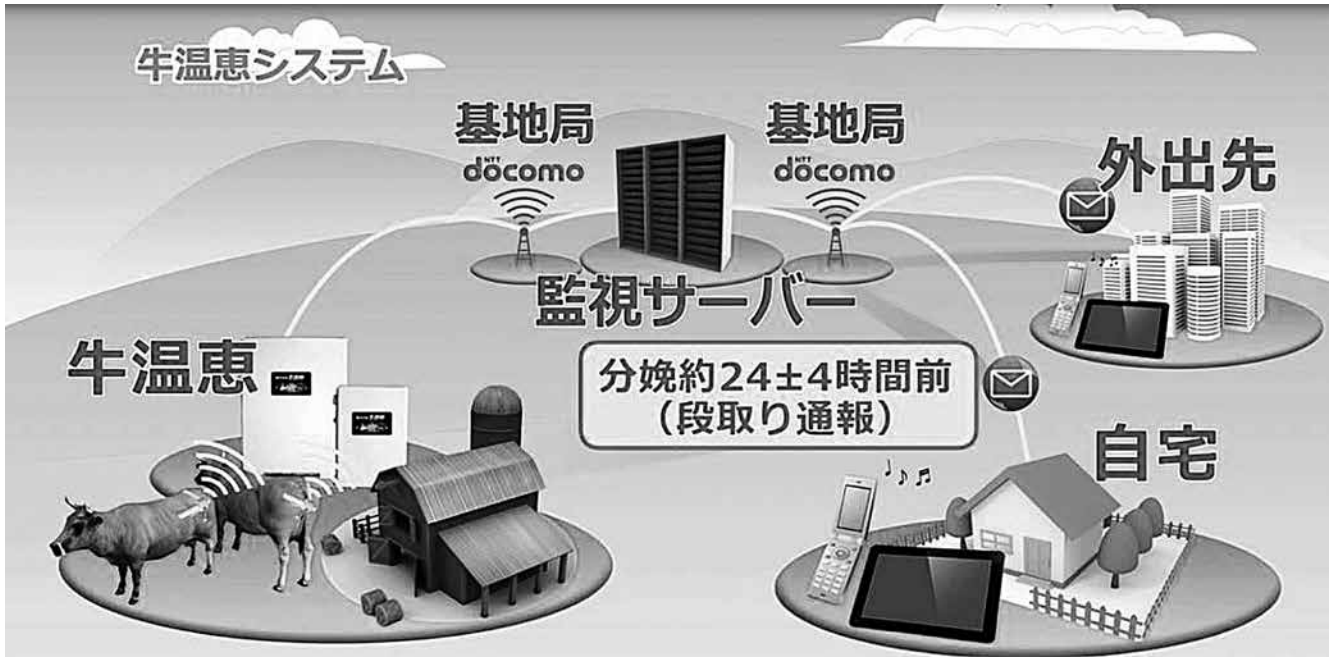 牛温恵システム
基地局
NTT
döcomo
基地局
NTT
döcomo
外出先
監視サーバー
牛温恵
分娩約24±4時間前
(段取り通報)
自宅